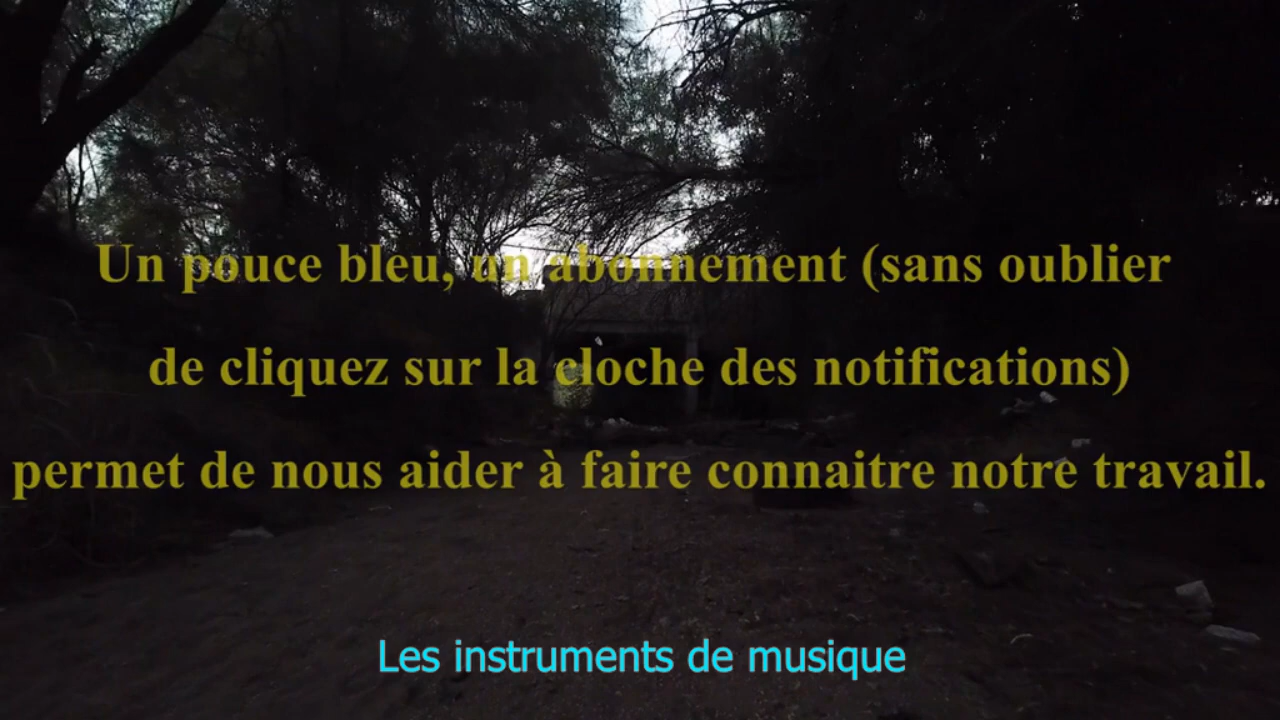 Un pouce bleu, un abonnement (sans oublier
de cliquez sur la cloche des notifications)
permet de nous aider à faire connaitre notre travail.
Les instruments de musique